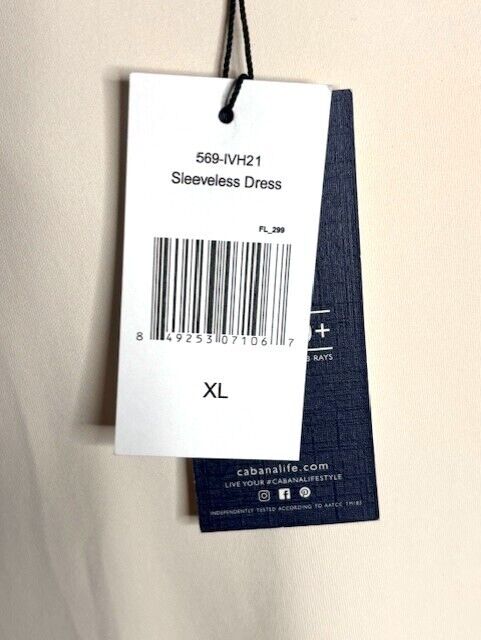 569-IVH21
Sleeveless Dress
FL_299
8 49253 07106 7
XL
+
RAYS
cabanalife.com
LIVE YOUR #CABANALIFESTYLE
INDEPENDENTLY TESTED ACCORDING TO AATCC TM183